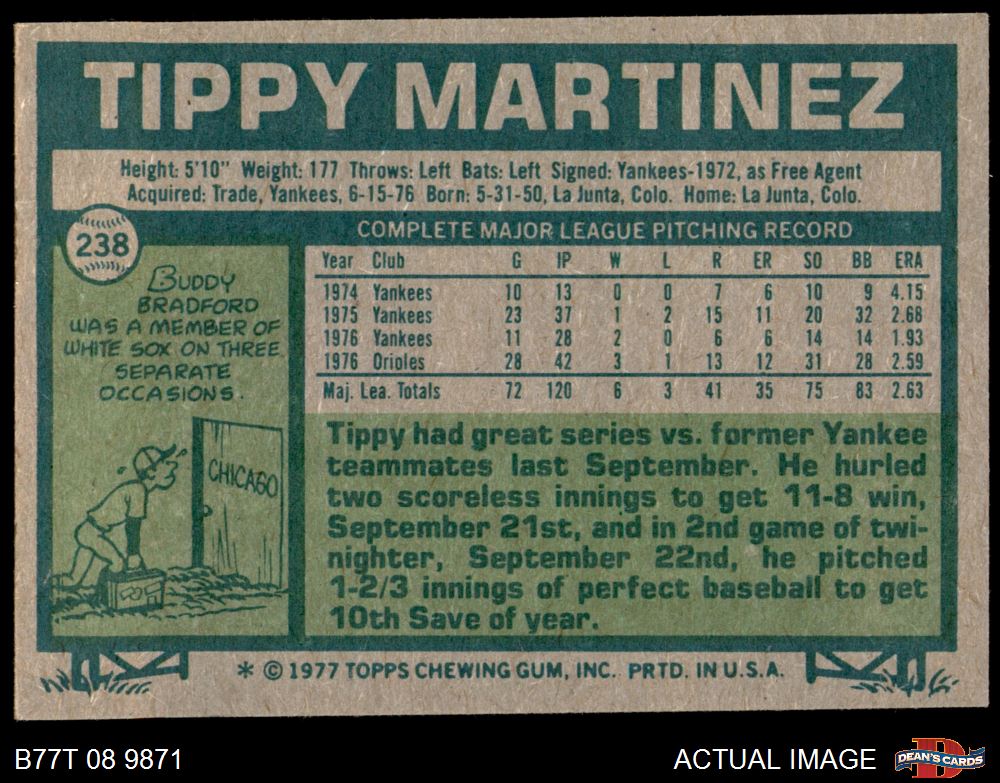 TIPPY MARTINEZ
Height: 5'10" Weight: 177 Throws: Left Bats: Left Signed: Yankees-1972, as Free Agent
Acquired: Trade, Yankees, 6-15-76 Born: 5-31-50, La Junta, Colo. Home: La Junta, Colo.
238
BUDDY
BRADFORD
WAS A MEMBER OF
WHITE SOX ON THREE
SEPARATE
OCCASIONS.
CHICAGO
COMPLETE MAJOR LEAGUE PITCHING RECORD
Year Club G IP W L R ER SO BB ERA
1974 Yankees 10 13 0 0 7 6 10 9 4.15
1975 Yankees 23 37 1 2 15 11 20 32 2.68
1976 Yankees 11 28 2 0 6 6 14 14 1.93
1976 Orioles 28 42 3 1 13 12 31 28 2.59
Maj. Lea. Totals 72 120 6 3 41 35 75 83 2.63
Tippy had great series vs. former Yankee
teammates last September. He hurled
two scoreless innings to get 11-8 win,
September 21st, and in 2nd game of twi-
nighter, September 22nd, he pitched
1-2/3 innings of perfect baseball to get
10th Save of year.
* © 1977 TOPPS CHEWING GUM, INC. PRTD. IN U.S.A.
B77T 08 9871
ACTUAL IMAGE
D
DEAN'S CARDS